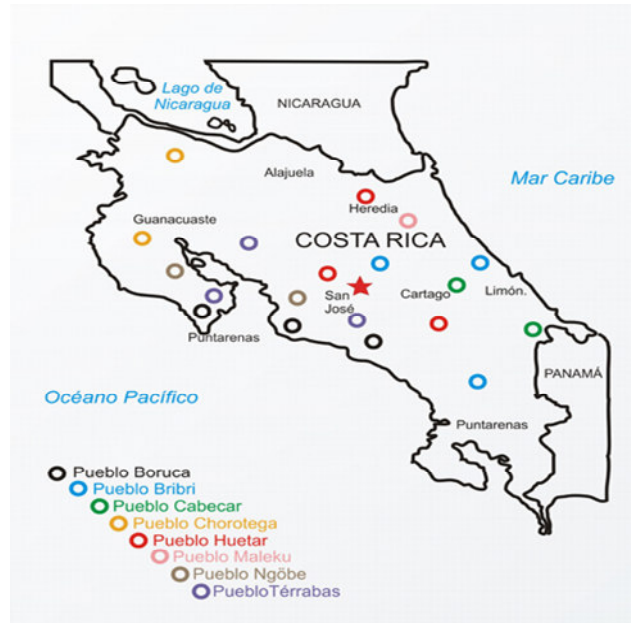 Lago de
Nicaragua
NICARAGUA
Mar Caribe
Alajuela
Heredia
Guanacuaste
COSTA RICA
San
José
Cartago
Limón.
Puntarenas
PANAMÁ
Océano Pacífico
Puntarenas
Pueblo Boruca
Pueblo Bribri
Pueblo Cabecar
Pueblo Chorotega
Pueblo Huetar
Pueblo Maleku
Pueblo Ngöbe
PuebloTérrabas